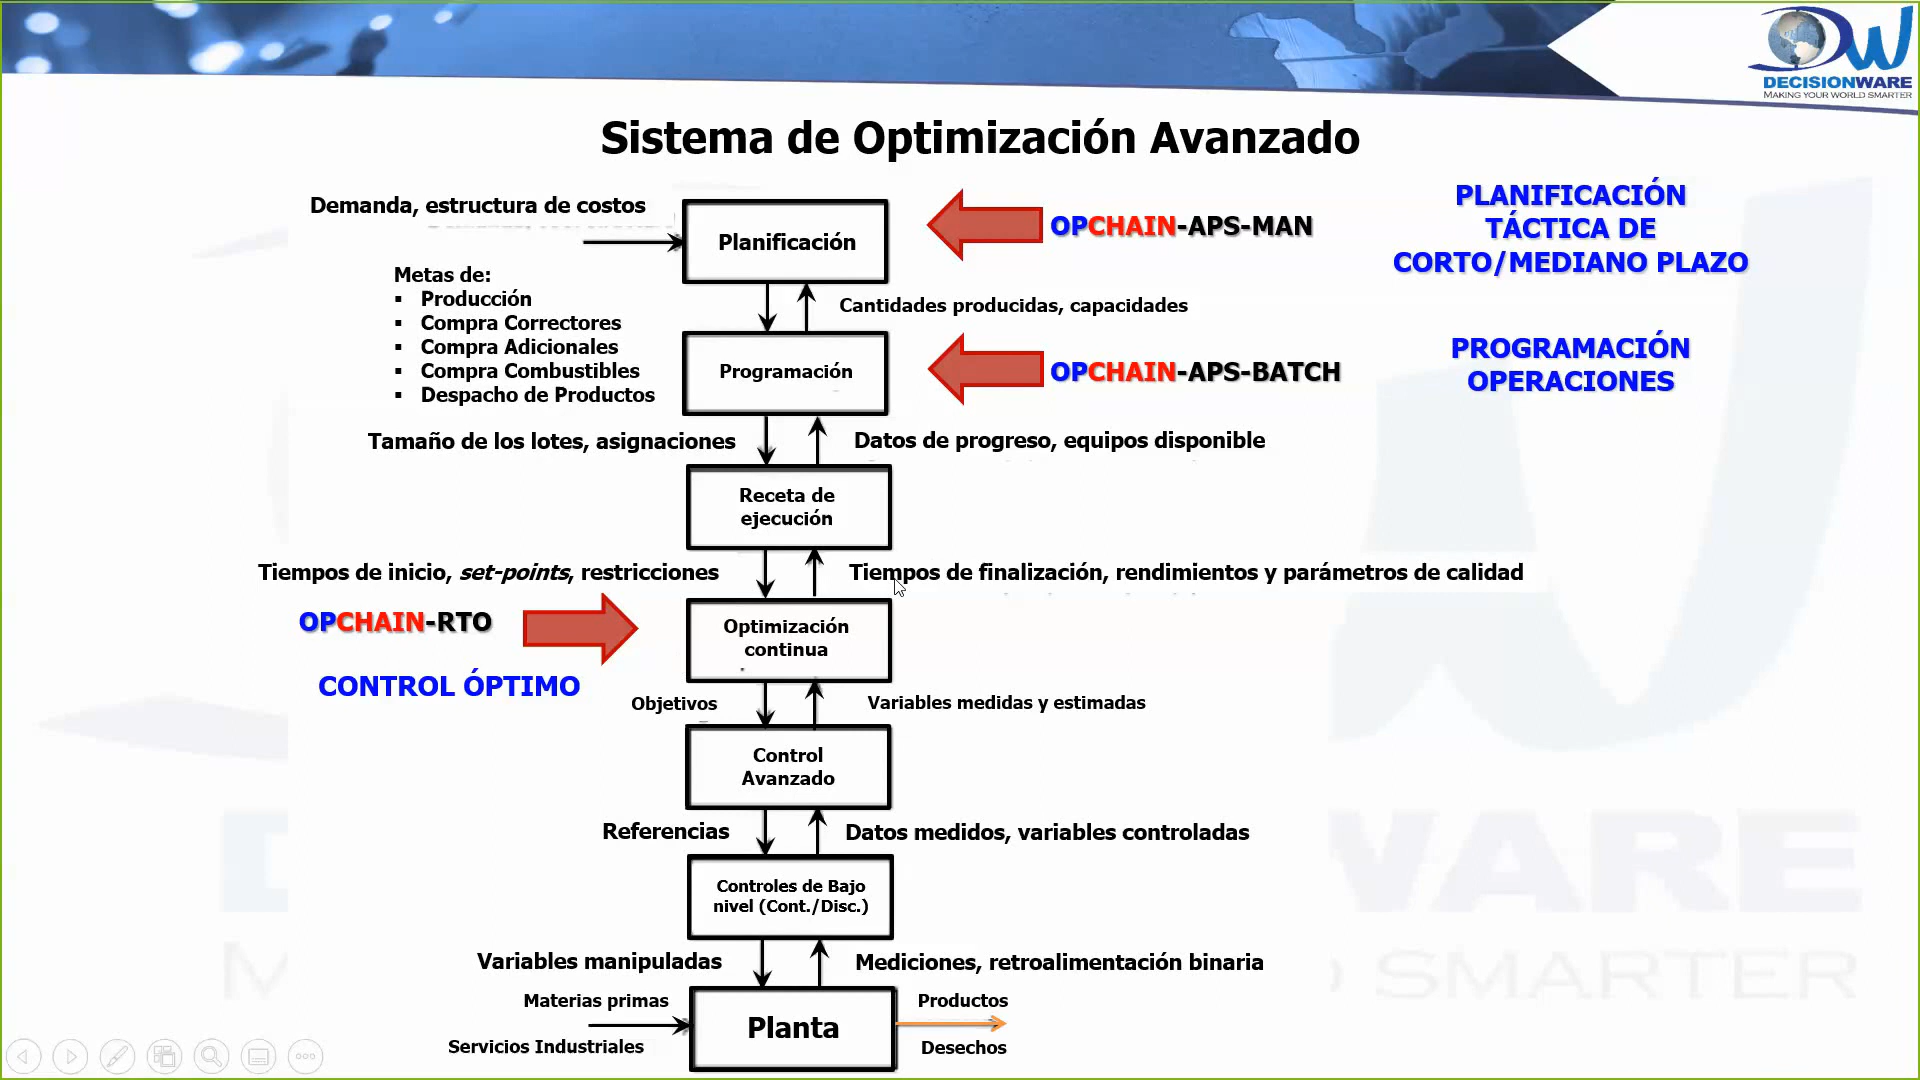 DECISIONWARE
MAKING YOUR WORLD SMARTER
Sistema de Optimización Avanzado
Demanda, estructura de costos
Planificación
OPCHAIN-APS-MAN
PLANIFICACIÓN
TÁCTICA DE
CORTO/MEDIANO PLAZO
Metas de:
▪ Producción
▪ Compra Correctores
▪ Compra Adicionales
▪ Compra Combustibles
▪ Despacho de Productos
Cantidades producidas, capacidades
Programación
OPCHAIN-APS-BATCH
PROGRAMACIÓN
OPERACIONES
Tamaño de los lotes, asignaciones
Datos de progreso, equipos disponible
Receta de
ejecución
Tiempos de inicio, set-points, restricciones
Tiempos de finalización, rendimientos y parámetros de calidad
OPCHAIN-RTO
Optimización
continua
CONTROL ÓPTIMO
Objetivos
Variables medidas y estimadas
Control
Avanzado
Referencias
Datos medidos, variables controladas
Controles de Bajo
nivel (Cont./Disc.)
Variables manipuladas
Mediciones, retroalimentación binaria
Materias primas
Servicios Industriales
Planta
Productos
Desechos
WARE
SMARTER